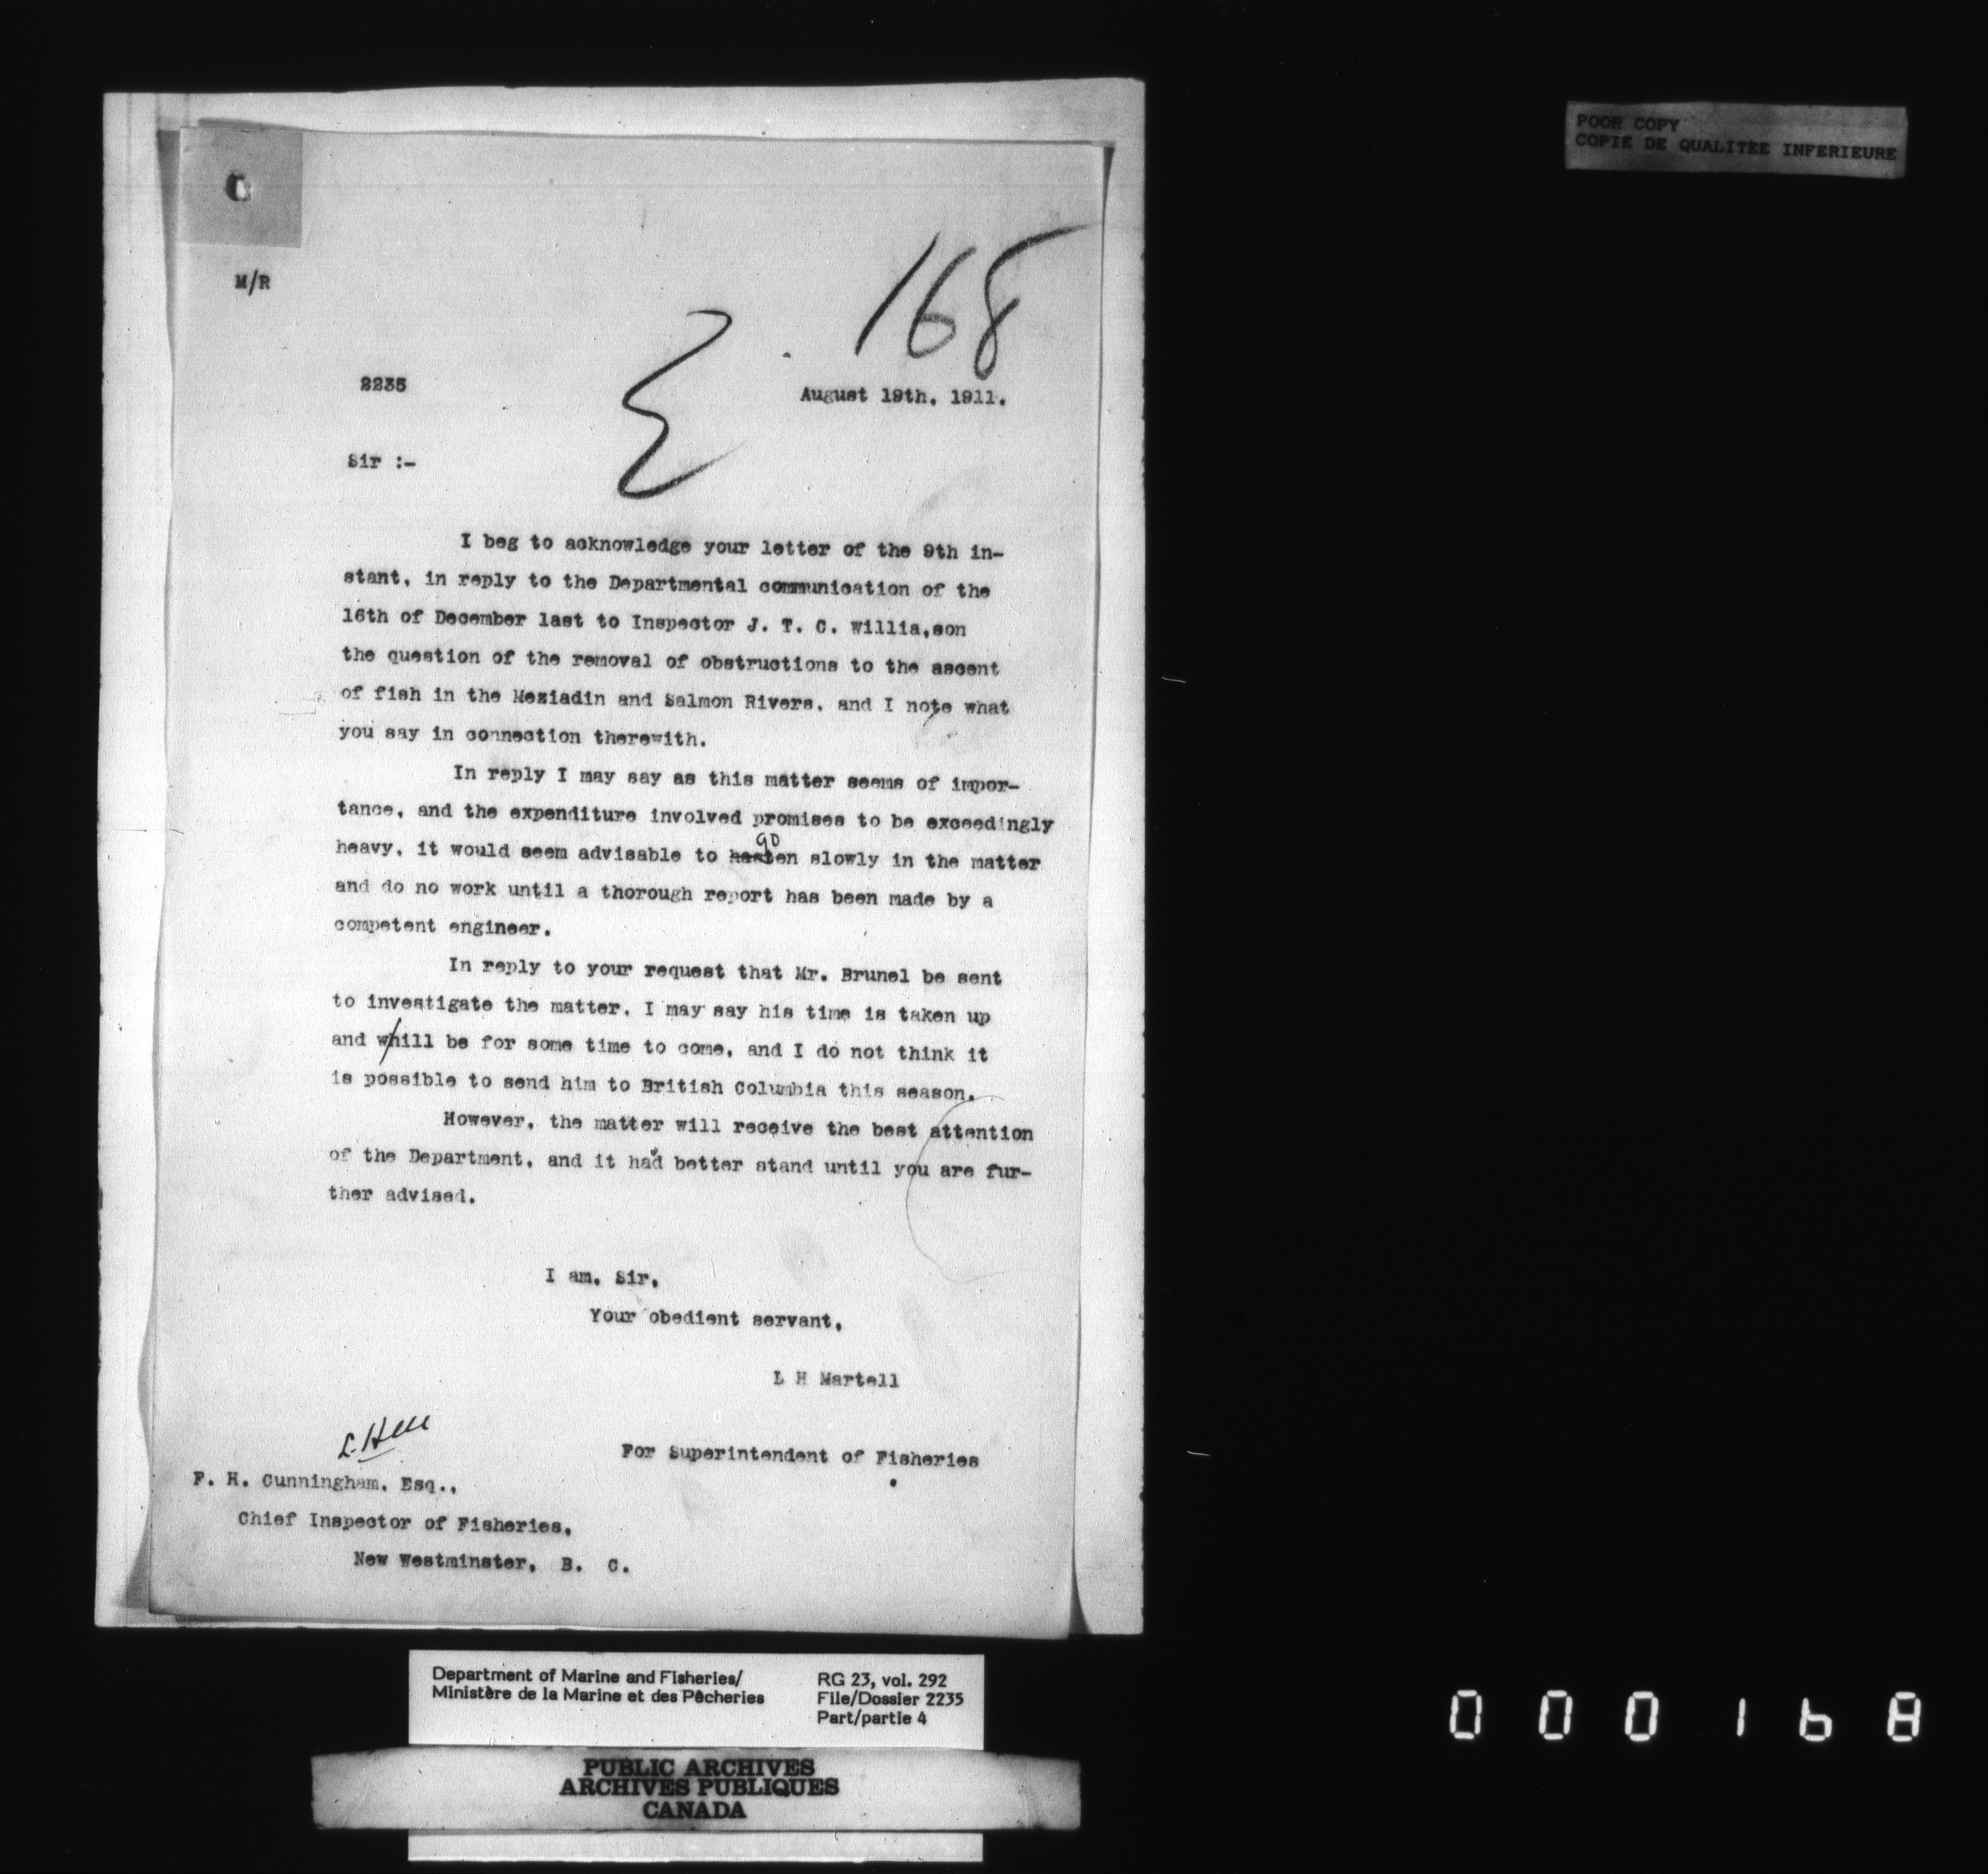 POOR COPY
COPIE DE QUALITEE INFERIEURE
M/R
168
2235
August 19th. 1911.
Sir :-
I beg to acknowledge your letter of the 9th in-
stant, in reply to the Departmental communication of the
16th of December last to Inspector J. T. C. Willia,son
the question of the removal of obstructions to the ascent
of fish in the Meziadin and Salmon Rivers, and I note what
you say in connection therewith.
In reply I may say as this matter seems of impor-
tance, and the expenditure involved promises to be exceedingly
go
heavy, it would seem advisable to hasten slowly in the matter
and do no work until a thorough report has been made by a
competent engineer.
In reply to your request that Mr. Brunel be sent
to investigate the matter, I may say his time is taken up
and whill be for some time to come, and I do not think it
is possible to send him to British Columbia this season.
However, the matter will receive the best attention
of the Department, and it had better stand until you are fur-
ther advised.
I am, Sir,
Your obedient servant,
L H Martell
For Superintendent of Fisheries
.
F. H. Cunningham, Esq.,
Chief Inspector of Fisheries,
New Westminster, B. C.
Department of Marine and Fisheries/
Ministère de la Marine et des Pêcheries
RG 23, vol. 292
File/Dossier 2235
Part/partie 4
PUBLIC ARCHIVES
ARCHIVES PUBLIQUES
CANADA
000168